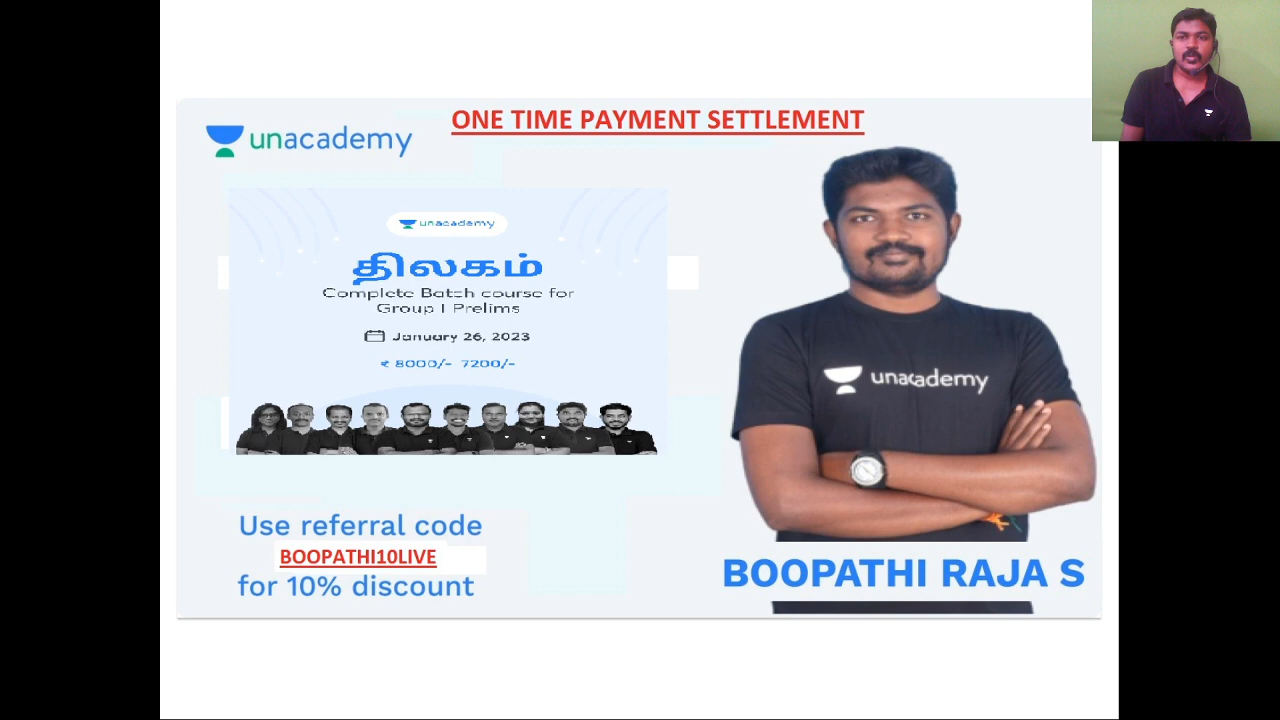 ONE TIME PAYMENT SETTLEMENT
unacademy
unacademy
திலகம்
Complete Batch course for
Group I Prelims
January 26, 2023
₹ 8000/- 7200/-
unacademy
Use referral code
BOOPATHI10LIVE
for 10% discount
BOOPATHI RAJA S